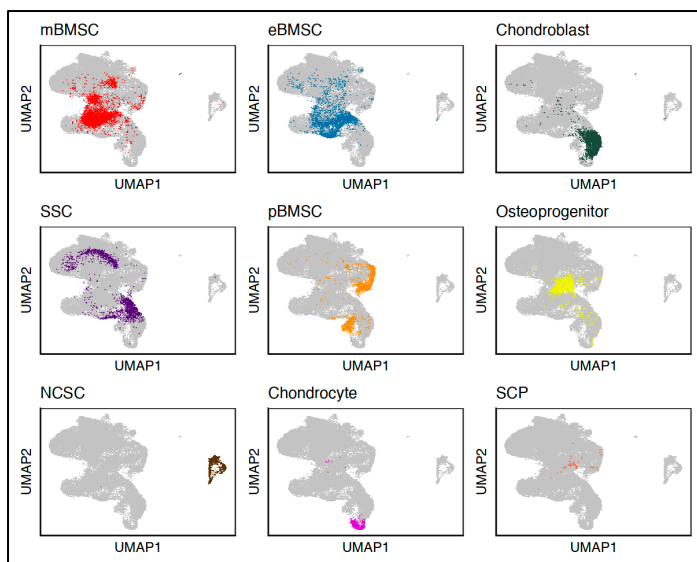 mBMSC eBMSC Chondroblast
UMAP2 UMAP2 UMAP2
UMAP1 UMAP1 UMAP1
SSC pBMSC Osteoprogenitor
UMAP2 UMAP2 UMAP2
UMAP1 UMAP1 UMAP1
NCSC Chondrocyte SCP
UMAP2 UMAP2 UMAP2
UMAP1 UMAP1 UMAP1